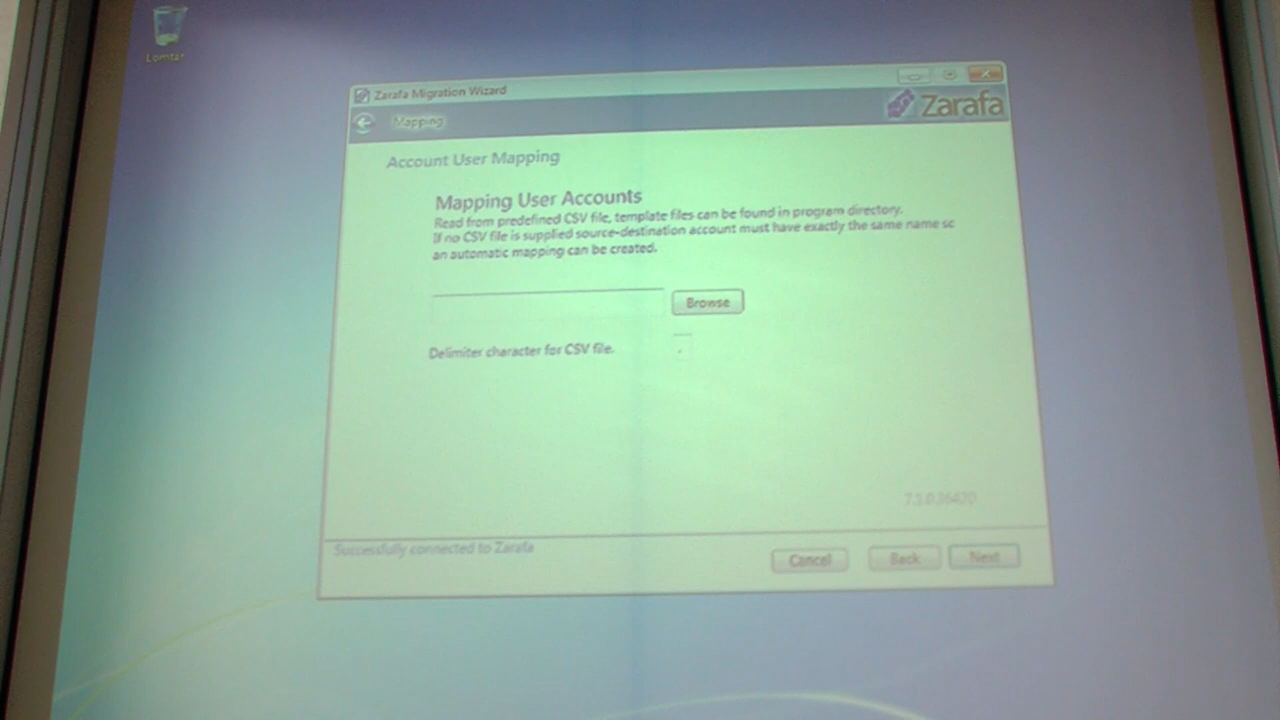 Lomtár
Zarafa Migration Wizard
Mapping
Zarafa
Account User Mapping
Mapping User Accounts
Read from predefined CSV file, template files can be found in program directory.
If no CSV file is supplied source-destination account must have exactly the same name sc
an automatic mapping can be created.
Browse
Delimiter character for CSV file.
Successfully connected to Zarafa
Cancel
Back
Next